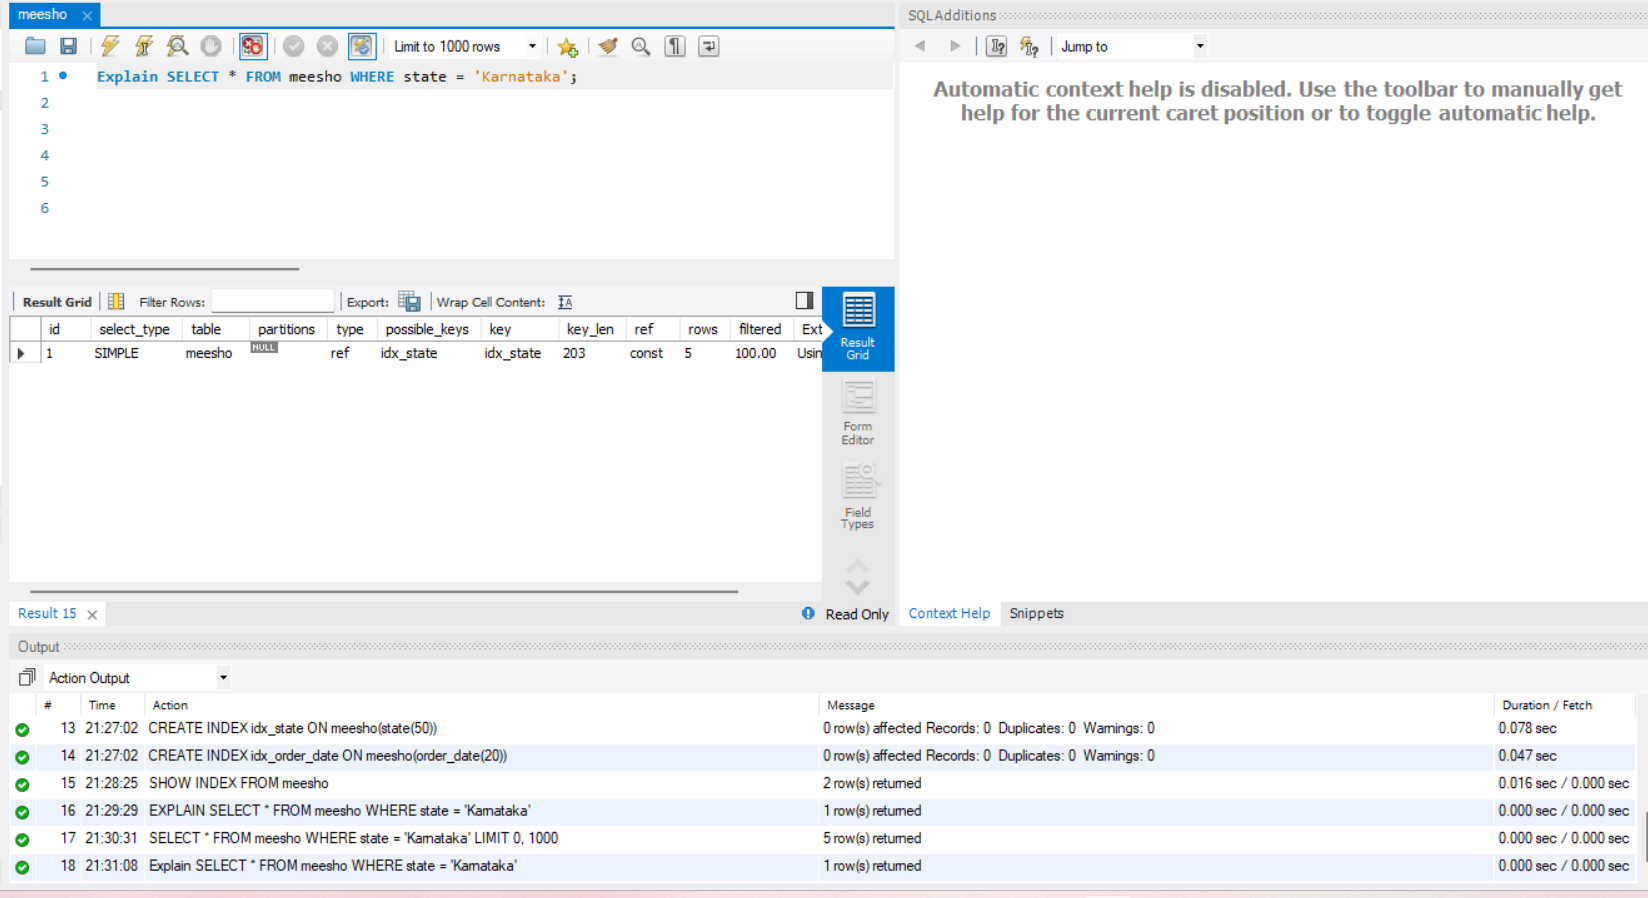 meesho
Limit to 1000 rows
1 Explain SELECT * FROM meesho WHERE state = 'Karnataka';
2
3
4
5
6
Result Grid Filter Rows: Export: Wrap Cell Content: IA
id select_type table partitions type possible_keys key key_len ref rows filtered Ext
1 SIMPLE meesho NULL ref idx_state idx_state 203 const 5 100.00 Usin
Result Grid
Form Editor
Field Types
Result 15 Read Only
SQLAdditions
Jump to
Automatic context help is disabled. Use the toolbar to manually get
help for the current caret position or to toggle automatic help.
Context Help Snippets
Output
Action Output
# Time Action Message Duration / Fetch
13 21:27:02 CREATE INDEX idx_state ON meesho(state(50)) 0 row(s) affected Records: 0 Duplicates: 0 Warnings: 0 0.078 sec
14 21:27:02 CREATE INDEX idx_order_date ON meesho(order_date(20)) 0 row(s) affected Records: 0 Duplicates: 0 Warnings: 0 0.047 sec
15 21:28:25 SHOW INDEX FROM meesho 2 row(s) returned 0.016 sec / 0.000 sec
16 21:29:29 EXPLAIN SELECT * FROM meesho WHERE state = 'Karnataka' 1 row(s) returned 0.000 sec / 0.000 sec
17 21:30:31 SELECT * FROM meesho WHERE state = 'Karnataka' LIMIT 0, 1000 5 row(s) returned 0.000 sec / 0.000 sec
18 21:31:08 Explain SELECT * FROM meesho WHERE state = 'Karnataka' 1 row(s) returned 0.000 sec / 0.000 sec